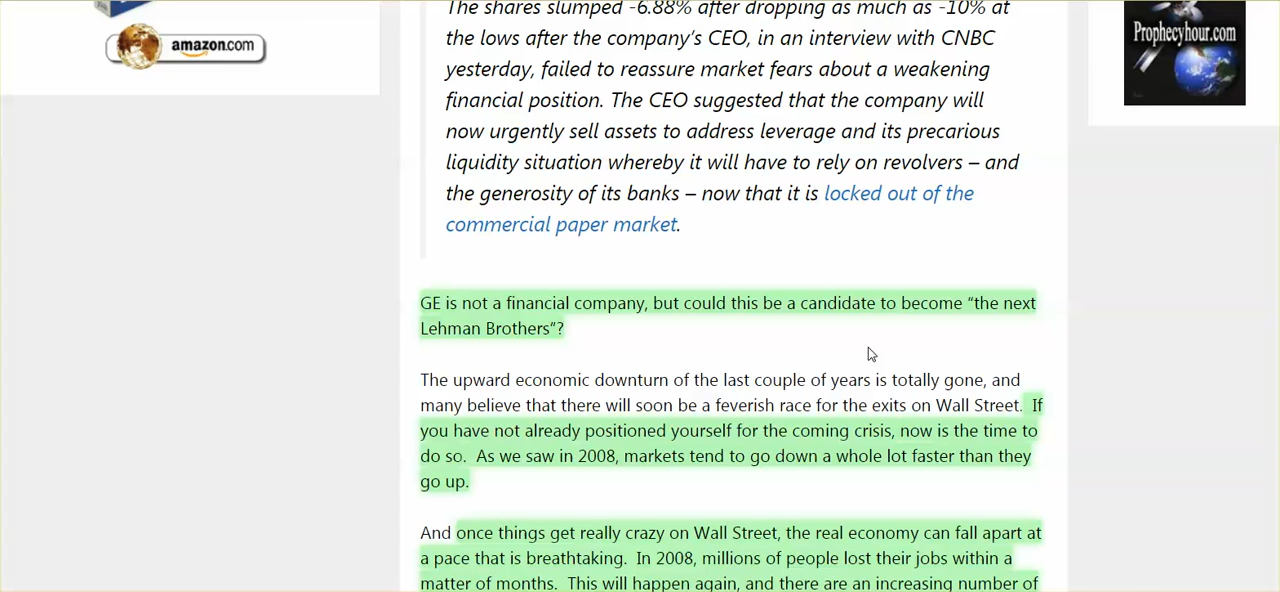 The shares slumped -6.88% after dropping as much as -10% at
the lows after the company's CEO, in an interview with CNBC
yesterday, failed to reassure market fears about a weakening
financial position. The CEO suggested that the company will
now urgently sell assets to address leverage and its precarious
liquidity situation whereby it will have to rely on revolvers – and
the generosity of its banks – now that it is locked out of the
commercial paper market.
GE is not a financial company, but could this be a candidate to become “the next
Lehman Brothers”?
The upward economic downturn of the last couple of years is totally gone, and
many believe that there will soon be a feverish race for the exits on Wall Street. If
you have not already positioned yourself for the coming crisis, now is the time to
do so. As we saw in 2008, markets tend to go down a whole lot faster than they
go up.
And once things get really crazy on Wall Street, the real economy can fall apart at
a pace that is breathtaking. In 2008, millions of people lost their jobs within a
matter of months. This will happen again, and there are an increasing number of
amazon.com
Prophecyhour.com